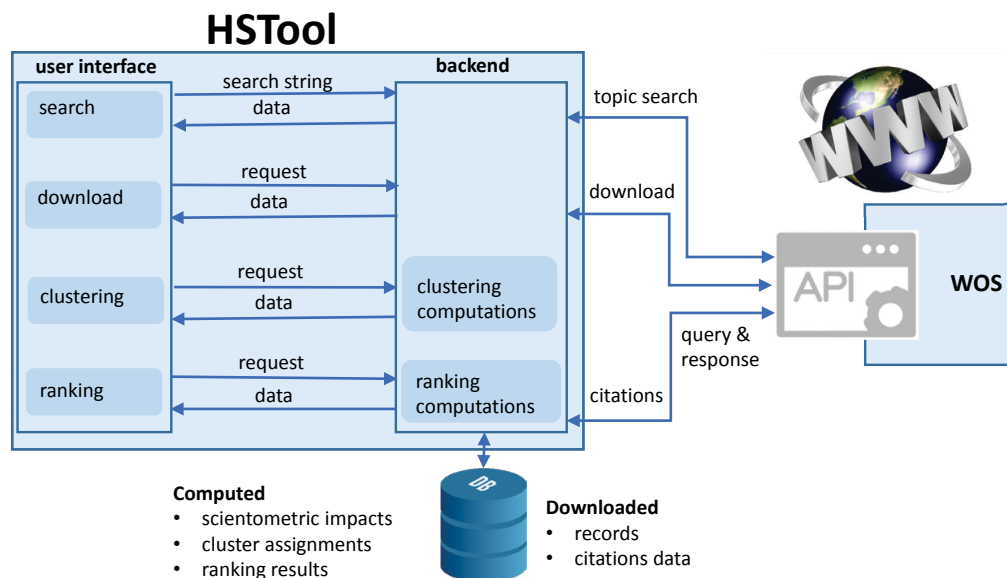 HSTool
user interface
backend
search
search string
data
topic search
WWW
download
request
data
download
clustering
request
data
clustering
computations
API
WOS
query &
response
ranking
request
data
ranking
computations
citations
DB
Computed
• scientometric impacts
• cluster assignments
• ranking results
Downloaded
• records
• citations data